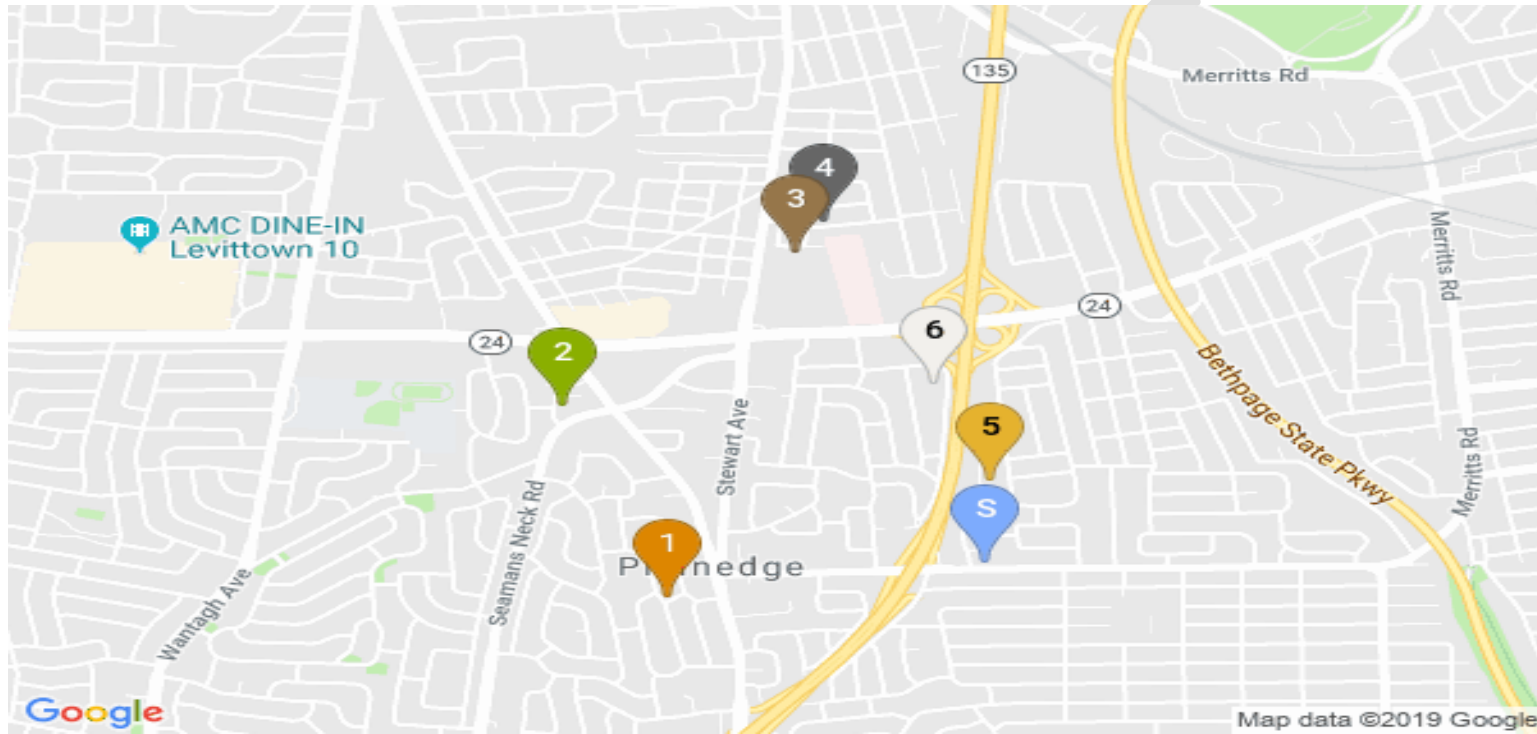 135
Merritts Rd
4
3
AMC DINE-IN
Levittown 10
Merritts Rd
24
6
24
2
Bethpage State Pkwy
5
Stewart Ave
Merritts Rd
Seamans Neck Rd
S
1
Wantagh Ave
Google
Map data ©2019 Google